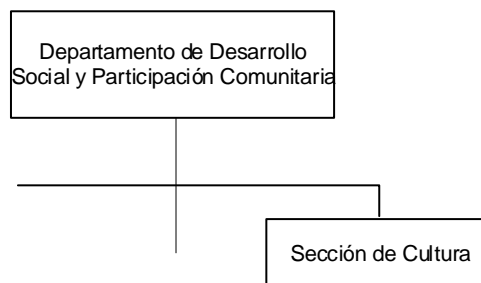 Departamento de Desarrollo
Social y Participación Comunitaria
Sección de Cultura